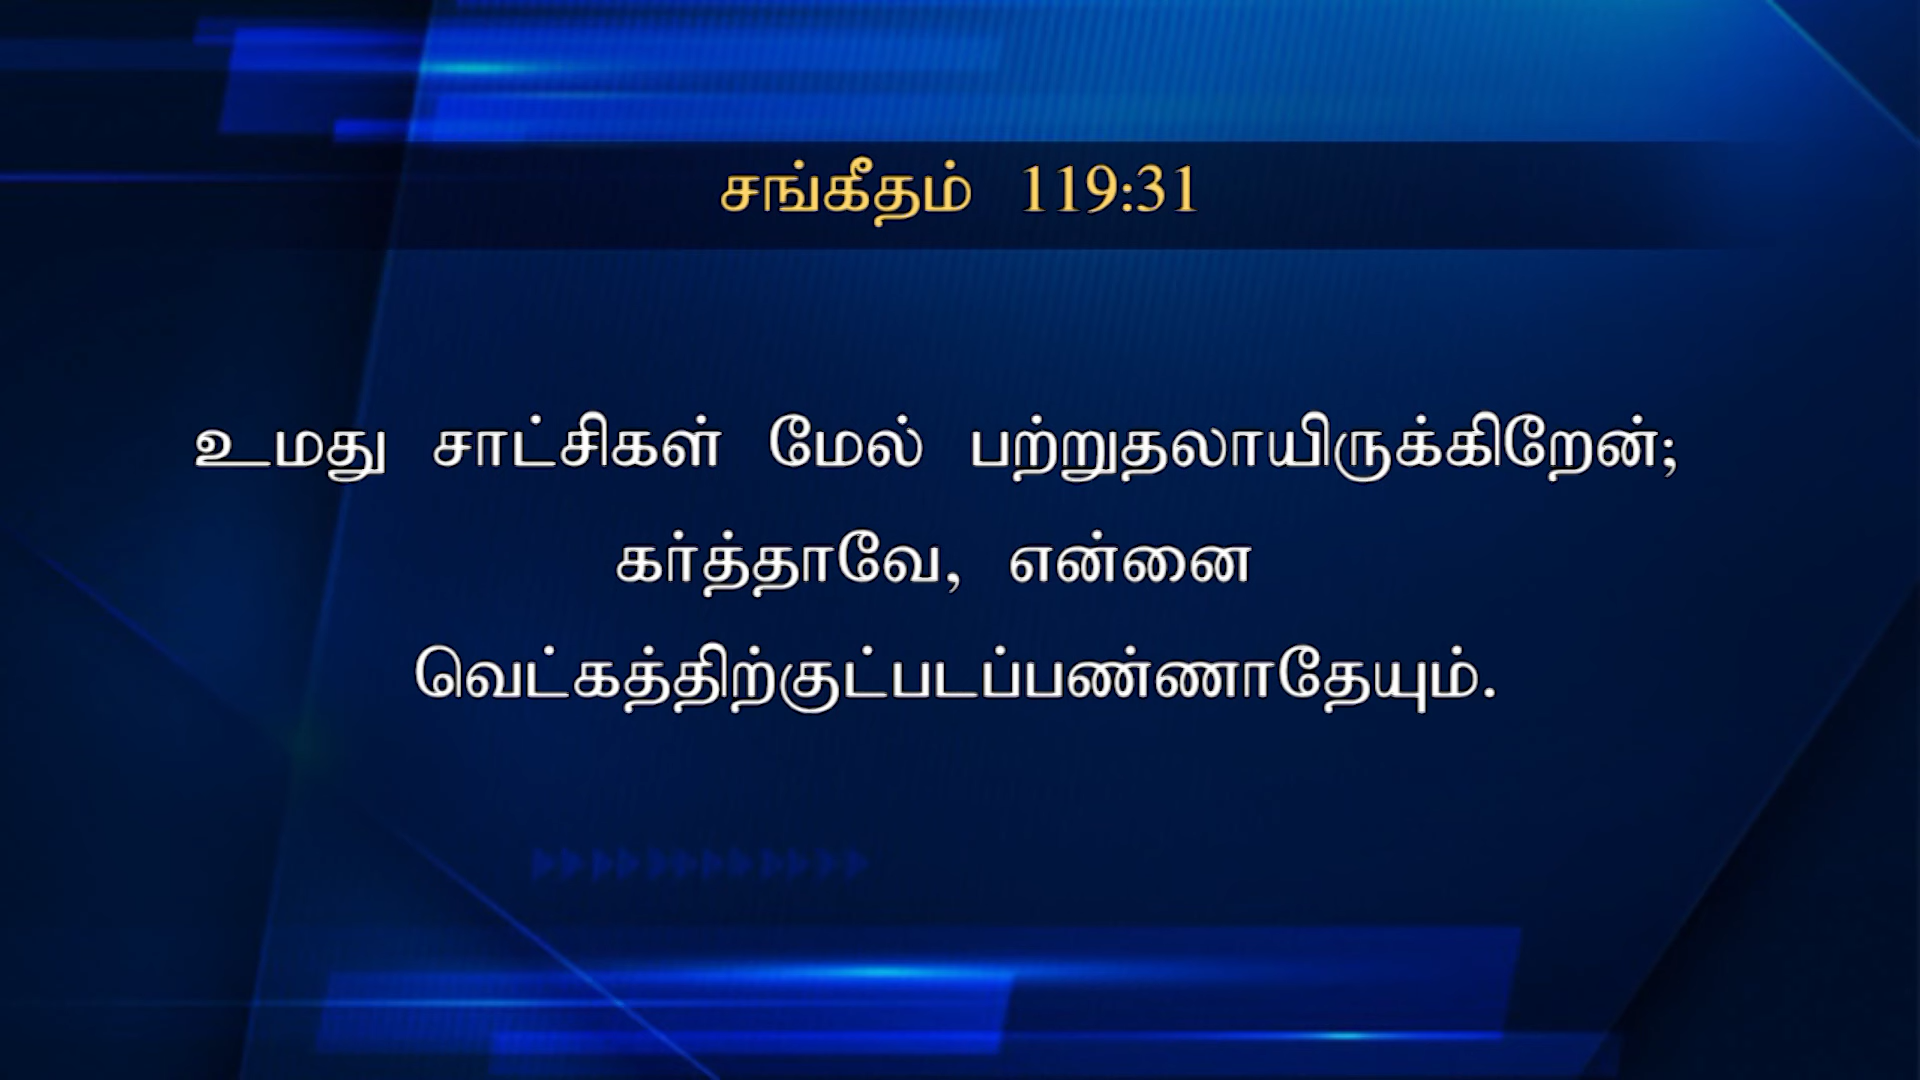 சங்கீதம் 119:31
உமது சாட்சிகள் மேல் பற்றுதலாயிருக்கிறேன்;
கர்த்தாவே, என்னை
வெட்கத்திற்குட்படப்பண்ணாதேயும்.